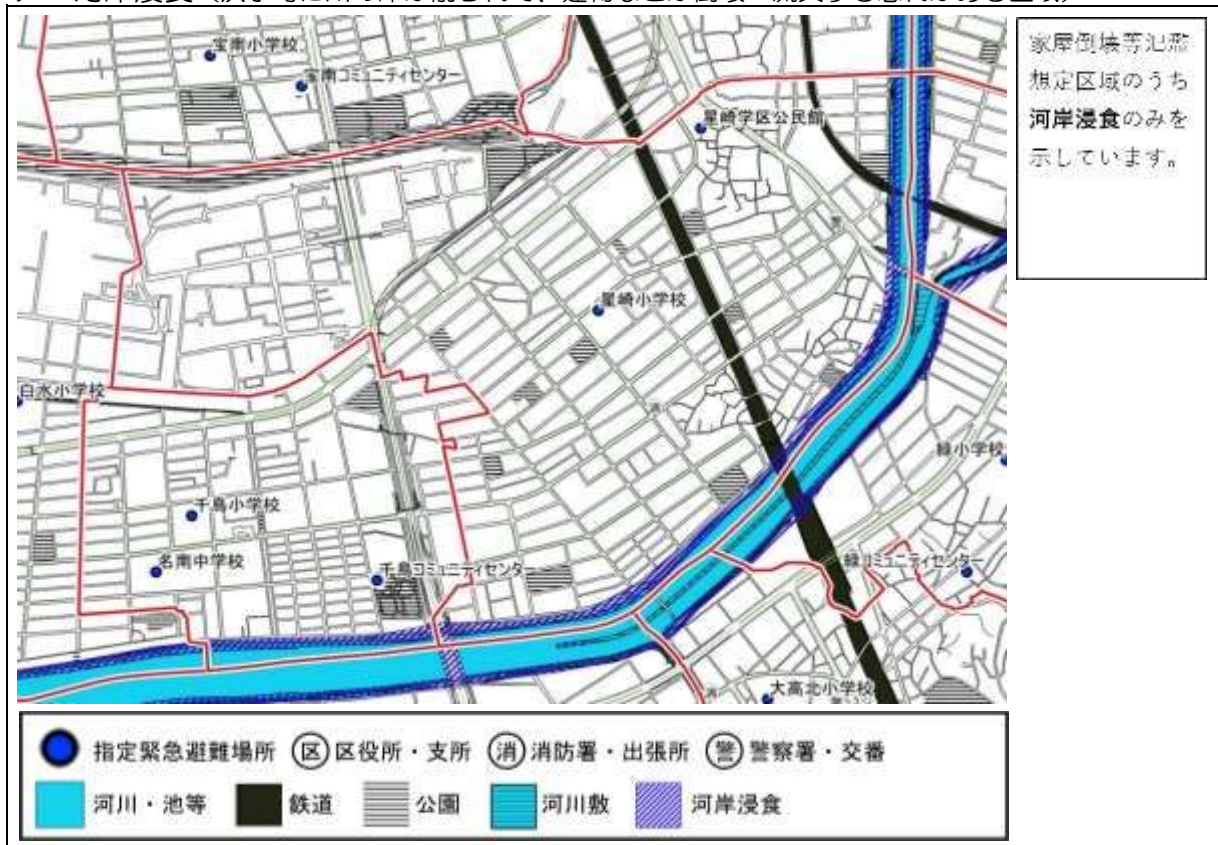 家屋倒壊等氾濫
想定区域のうち
河岸浸食のみを
示しています。
宝南小学校
宝南コミュニティセンター
星崎学区公民館
星崎小学校
白水小学校
緑小学校
千鳥小学校
名南中学校
千鳥コミュニティセンター
緑コミュニティセンター
大高北小学校
指定緊急避難場所 区 区役所・支所 消 消防署・出張所 警 警察署・交番
河川・池等 鉄道 公園 河川敷 河岸浸食